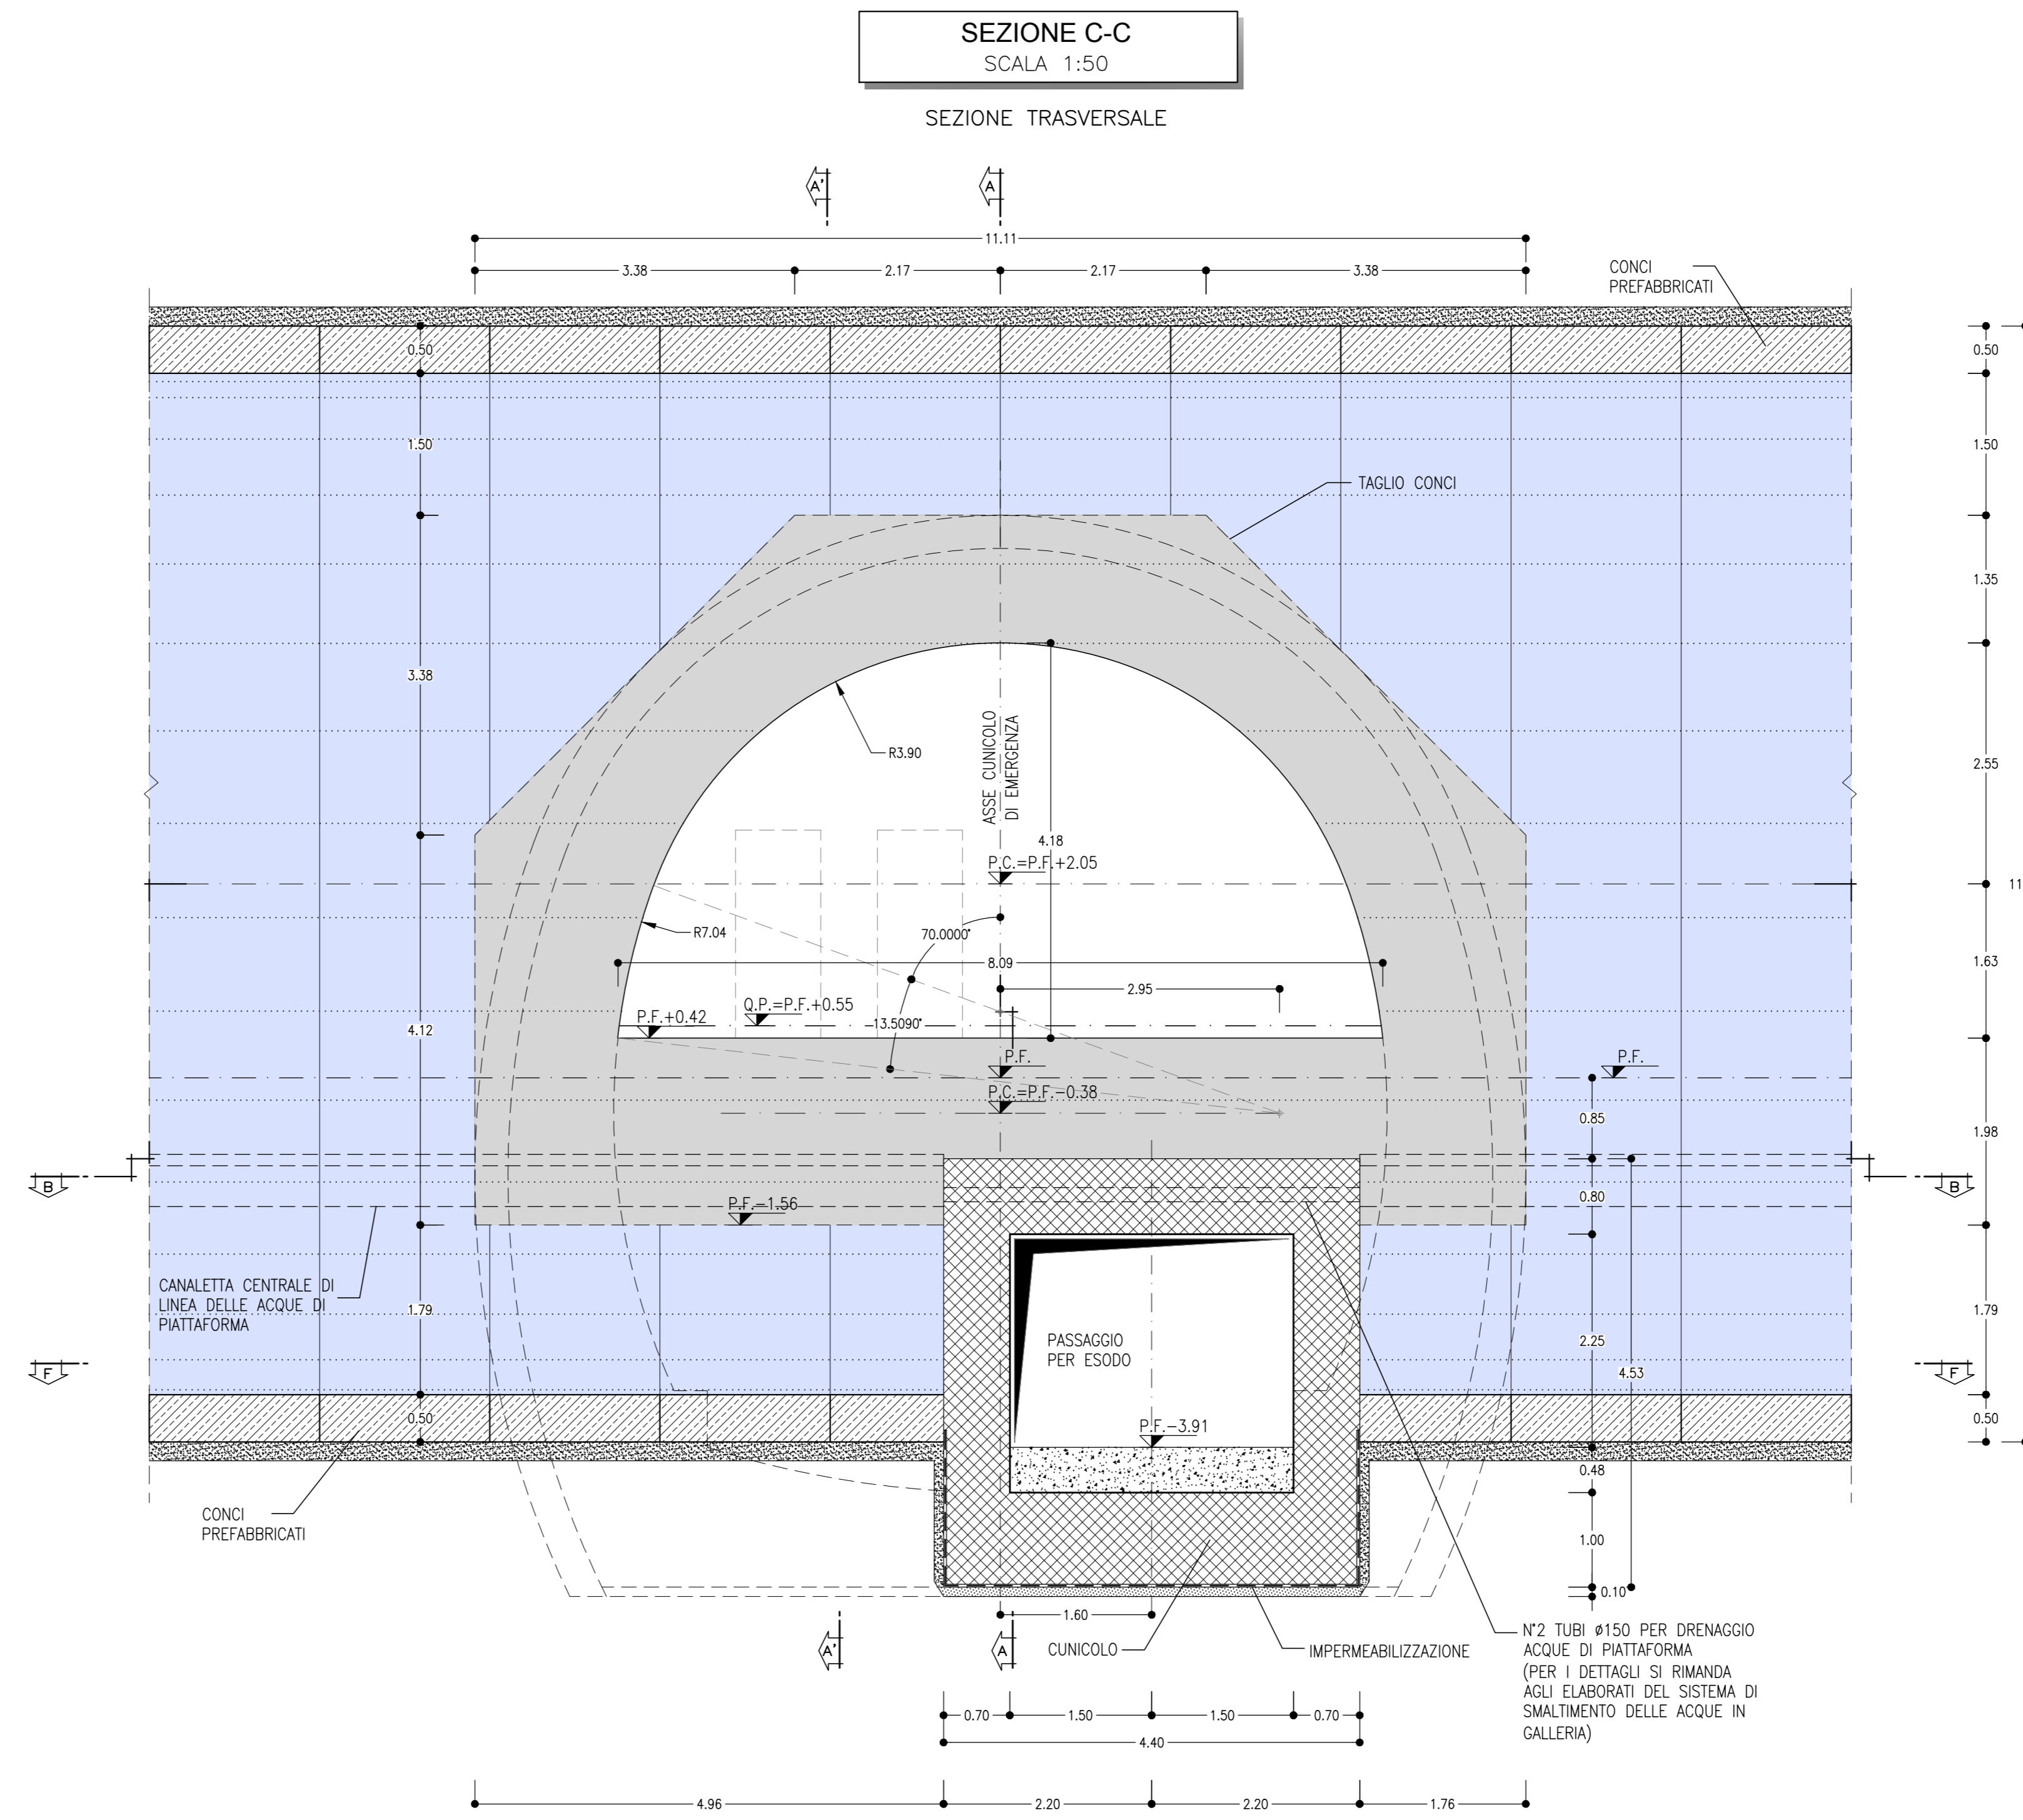 SEZIONE C-C
SCALA 1:50
SEZIONE TRASVERSALE
A'
A
11.11
3.38
2.17
2.17
3.38
CONCI
PREFABBRICATI
0.50
0.50
1.50
1.50
TAGLIO CONCI
1.35
3.38
R3.90
ASSE CUNICOLO
DI EMERGENZA
2.55
4.18
P.C.=P.F.+2.05
11
R7.04
70.0000°
8.09
1.63
2.95
Q.P.=P.F.+0.55
P.F.+0.42
13.5090°
4.12
P.F.
P.F.
P.C.=P.F.-0.38
0.85
1.98
B
B
0.80
P.F.-1.56
CANALETTA CENTRALE DI
LINEA DELLE ACQUE DI
PIATTAFORMA
1.79
1.79
PASSAGGIO
PER ESODO
2.25
4.53
F
F
0.50
P.F.-3.91
0.50
0.48
CONCI
PREFABBRICATI
1.00
0.10
1.60
A'
A
CUNICOLO
IMPERMEABILIZZAZIONE
N°2 TUBI ø150 PER DRENAGGIO
ACQUE DI PIATTAFORMA
(PER I DETTAGLI SI RIMANDA
AGLI ELABORATI DEL SISTEMA DI
SMALTIMENTO DELLE ACQUE IN
GALLERIA)
0.70
1.50
1.50
0.70
4.40
4.96
2.20
2.20
1.76